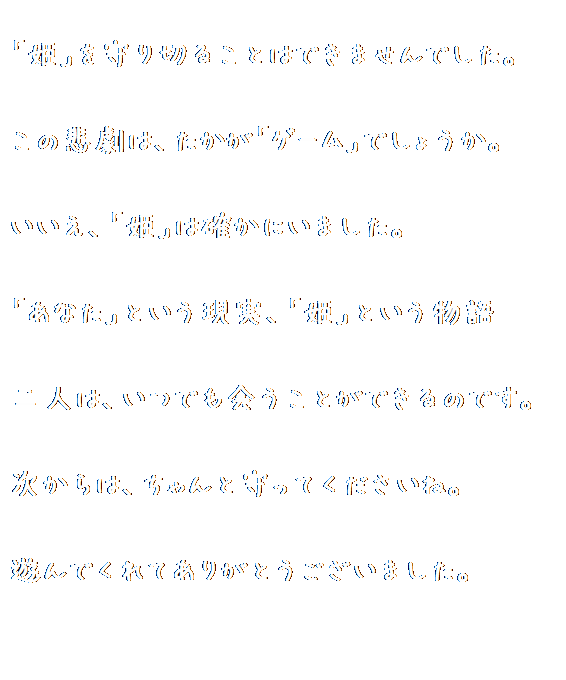 『姫』を守り切ることはできませんでした。
この悲劇は、たかが『ゲーム』でしょうか。
いいえ、『姫』は確かにいました。
『あなた』という現実、『姫』という物語
二人は、いつでも会うことができるのです。
次からは、ちゃんと守ってくださいね。
遊んでくれてありがとうございました。